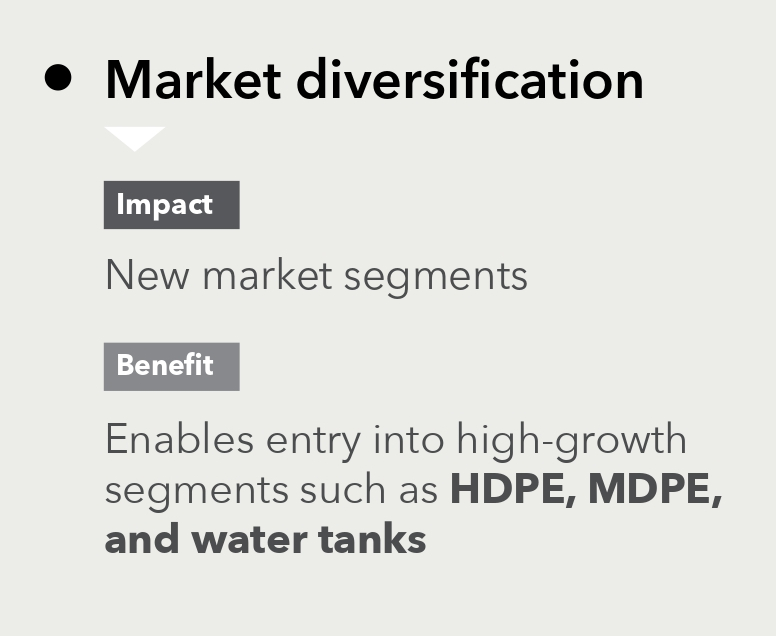 ● Market diversification
Impact
New market segments
Benefit
Enables entry into high-growth
segments such as HDPE, MDPE,
and water tanks